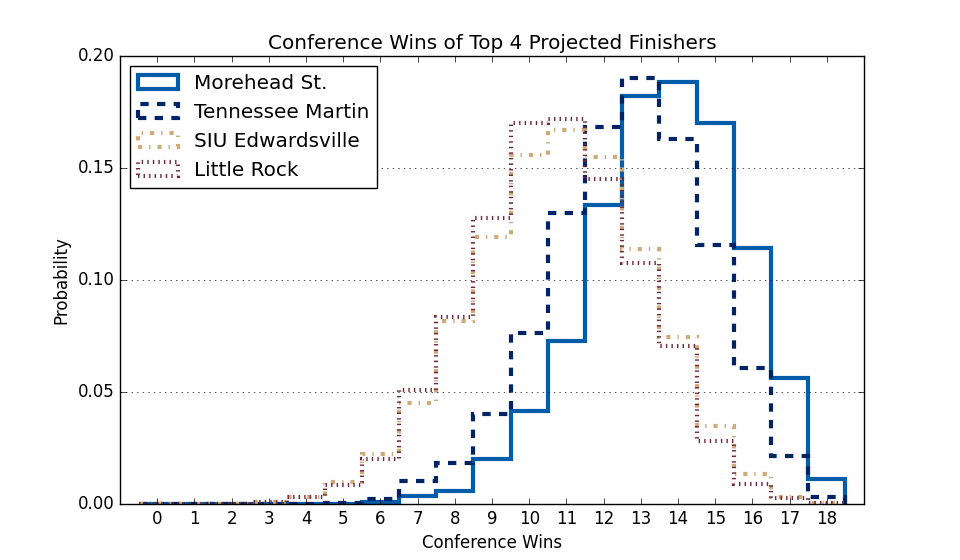 Conference Wins of Top 4 Projected Finishers
Morehead St.
Tennessee Martin
SIU Edwardsville
Little Rock
Probability
0.20
0.15
0.10
0.05
0.00
0 1 2 3 4 5 6 7 8 9 10 11 12 13 14 15 16 17 18
Conference Wins